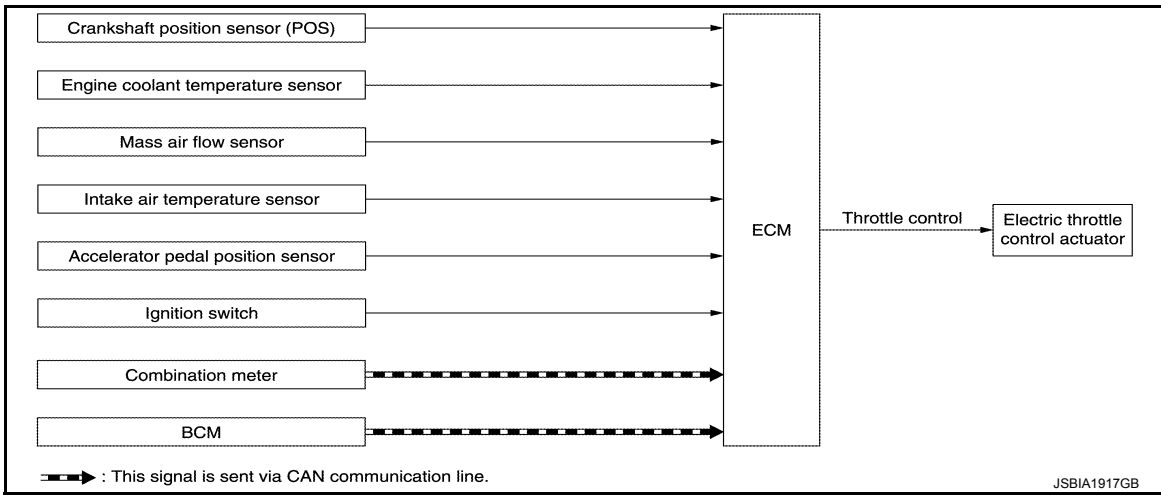 Crankshaft position sensor (POS)
Engine coolant temperature sensor
Mass air flow sensor
Intake air temperature sensor
Accelerator pedal position sensor
Ignition switch
Combination meter
BCM
ECM
Throttle control
Electric throttle
control actuator
: This signal is sent via CAN communication line.
JSBIA1917GB